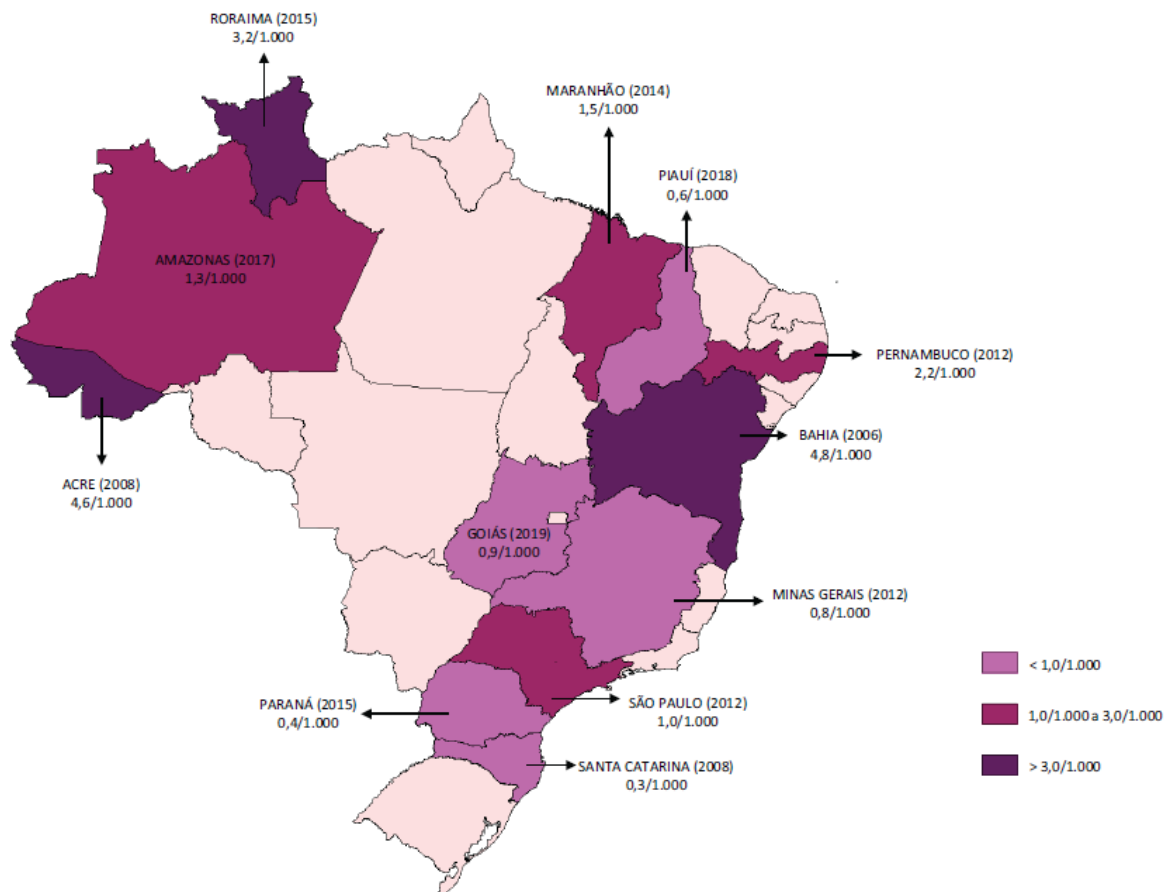 RORAIMA (2015)
3,2/1.000
MARANHÃO (2014)
1,5/1.000
PIAUÍ (2018)
0,6/1.000
AMAZONAS (2017)
1,3/1.000
PERNAMBUCO (2012)
2,2/1.000
BAHIA (2006)
4,8/1.000
ACRE (2008)
4,6/1.000
GOIÁS (2019)
0,9/1.000
MINAS GERAIS (2012)
0,8/1.000
PARANÁ (2015)
0,4/1.000
SÃO PAULO (2012)
1,0/1.000
SANTA CATARINA (2008)
0,3/1.000
< 1,0/1.000
1,0/1.000 a 3,0/1.000
> 3,0/1.000